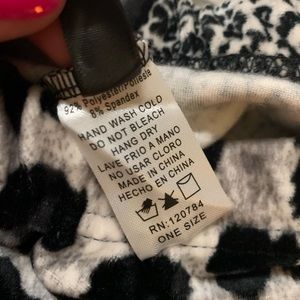 92% Polyester/Poliester
8% Spandex
HAND WASH COLD
DO NOT BLEACH
HANG DRY
LAVE FRIO A MANO
NO USAR CLORO
MADE IN CHINA
HECHO EN CHINA
RN:120784
ONE SIZE